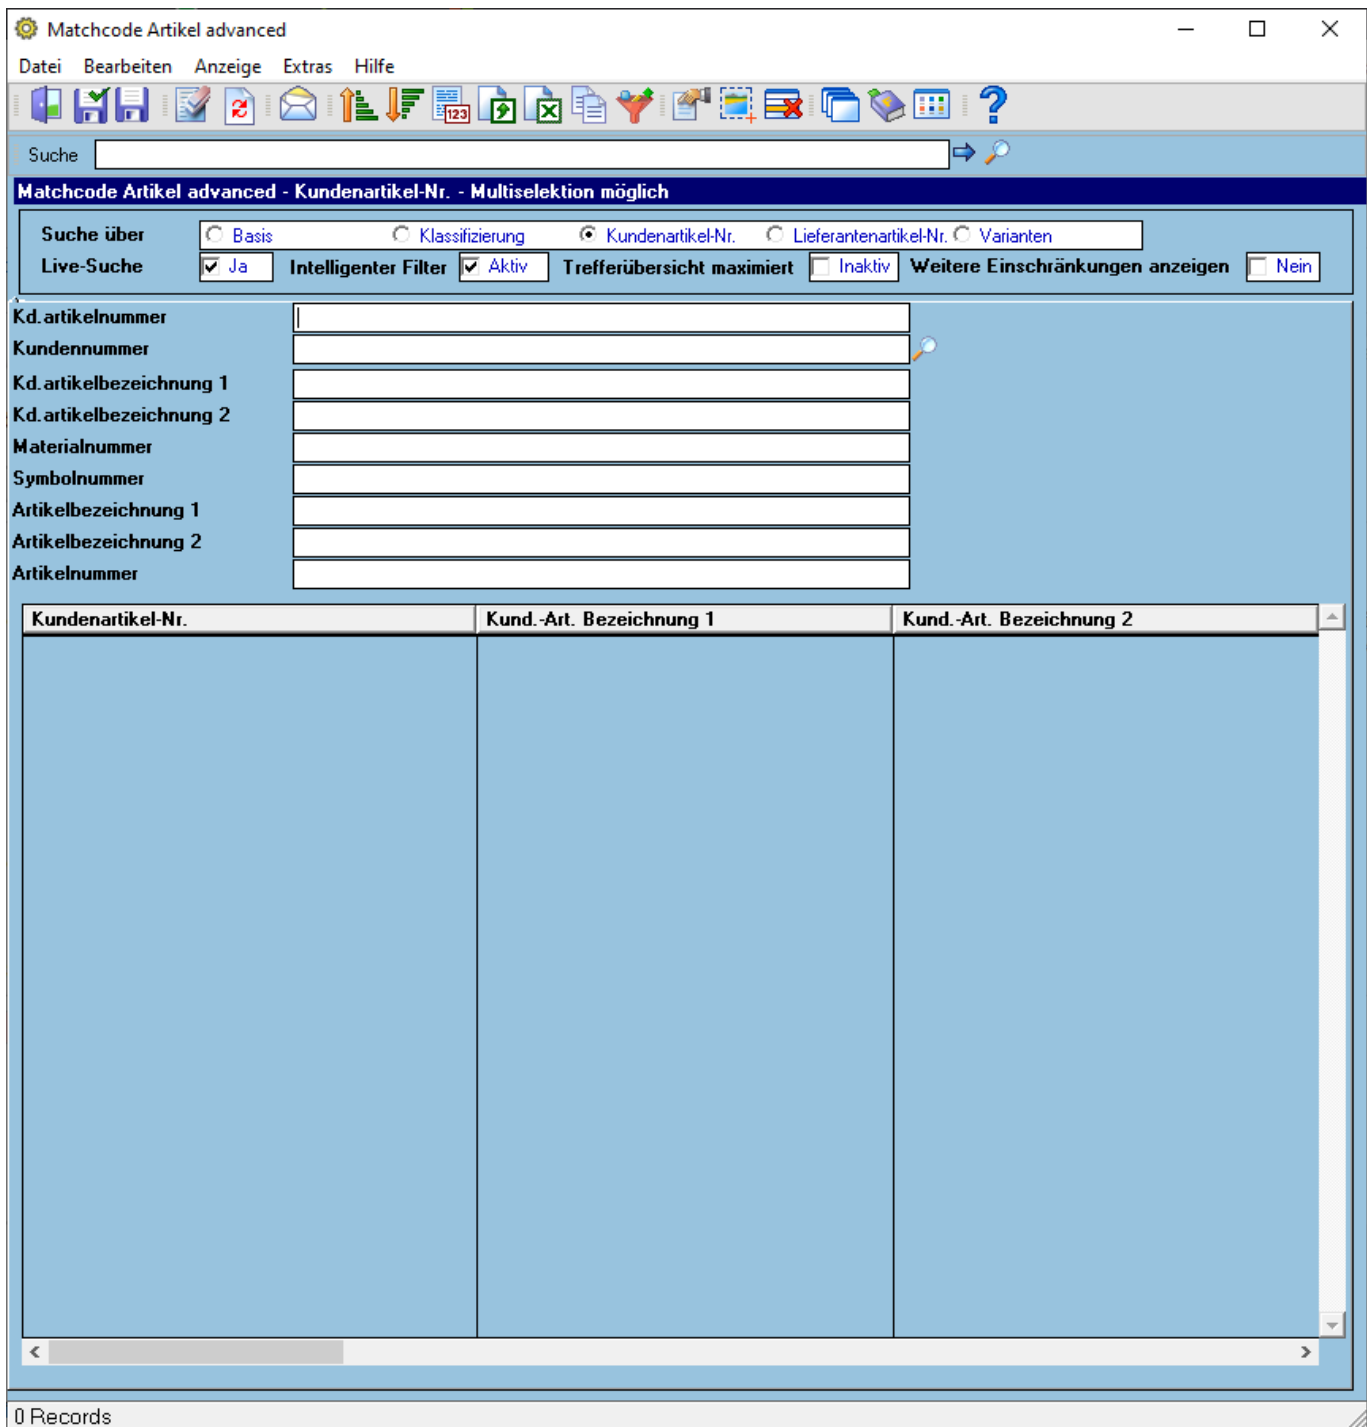 Matchcode Artikel advanced
Datei Bearbeiten Anzeige Extras Hilfe
123
Suche
Matchcode Artikel advanced - Kundenartikel-Nr. - Multiselektion möglich
Suche über Basis Klassifizierung Kundenartikel-Nr. Lieferantenartikel-Nr. Varianten
Live-Suche Ja Intelligenter Filter Aktiv Trefferübersicht maximiert Inaktiv Weitere Einschränkungen anzeigen Nein
Kd.artikelnummer
Kundennummer
Kd.artikelbezeichnung 1
Kd.artikelbezeichnung 2
Materialnummer
Symbolnummer
Artikelbezeichnung 1
Artikelbezeichnung 2
Artikelnummer
Kundenartikel-Nr. Kund.-Art. Bezeichnung 1 Kund.-Art. Bezeichnung 2
0 Records